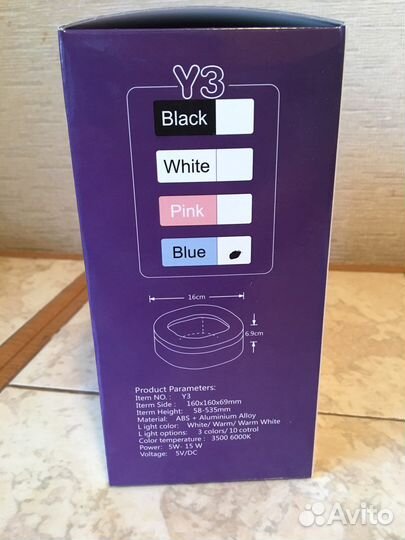 Y3
Black
White
Pink
Blue
16cm
6.9cm
Product Parameters:
Item NO. : Y3
Iterm Side : 160x160x69mm
Iterm Height: 58-535mm
Material: ABS + Aluminium Alloy
L ight color: White/ Warm/ Warm White
L ight options: 3 colors/ 10 cotrol
Color temperature : 3500 6000K
Power: 5W- 15 W
Voltage: 5V/DC
Avito